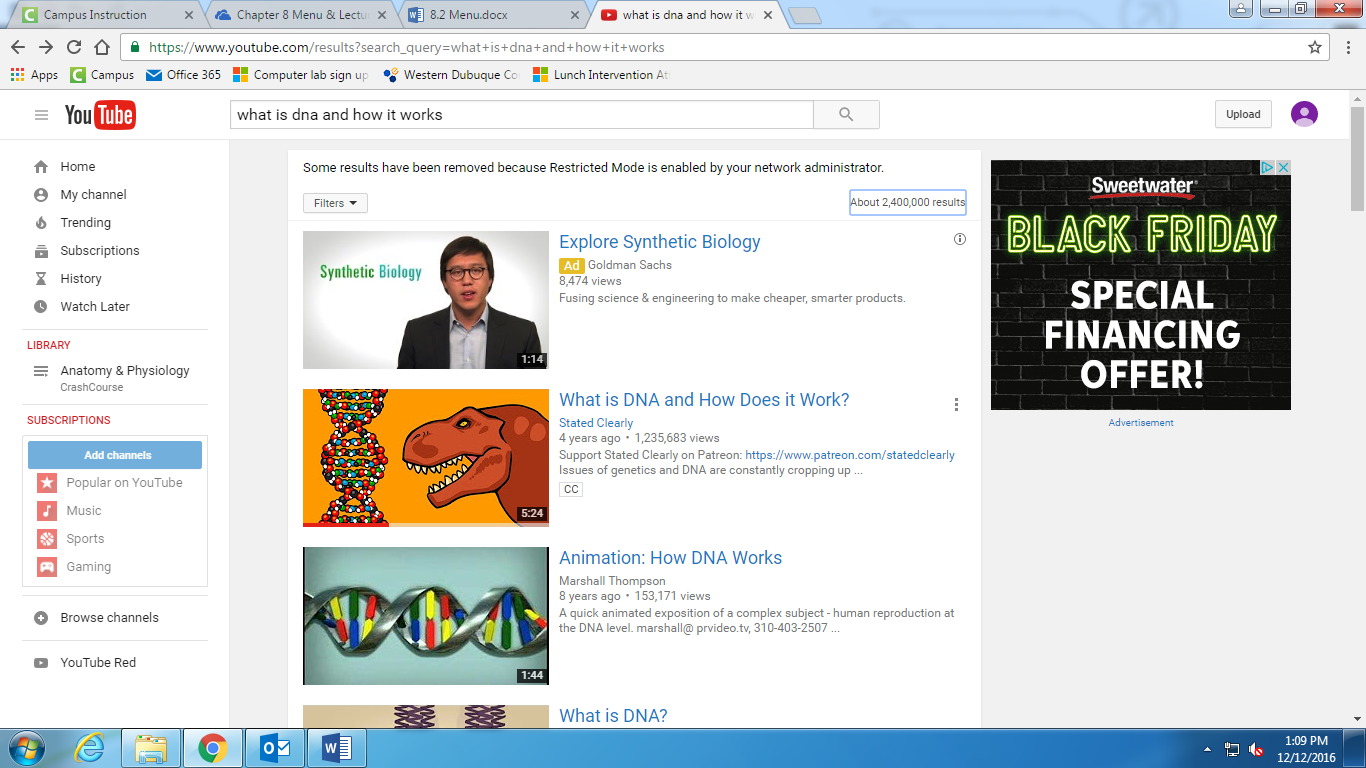 Campus Instruction
Chapter 8 Menu & Lectu
8.2 Menu.docx
what is dna and how it w
https://www.youtube.com/results?search_query=what+is+dna+and+how+it+works
Apps
Campus
Office 365
Computer lab sign up
Western Dubuque Co
Lunch Intervention At
YouTube
what is dna and how it works
Upload
Home
My channel
Trending
Subscriptions
History
Watch Later
LIBRARY
Anatomy & Physiology
CrashCourse
SUBSCRIPTIONS
Add channels
Popular on YouTube
Music
Sports
Gaming
Browse channels
YouTube Red
Some results have been removed because Restricted Mode is enabled by your network administrator.
Filters
About 2,400,000 results
Synthetic Biology
1:14
Explore Synthetic Biology
Ad Goldman Sachs
8,474 views
Fusing science & engineering to make cheaper, smarter products.
5:24
What is DNA and How Does it Work?
Stated Clearly
4 years ago • 1,235,683 views
Support Stated Clearly on Patreon: https://www.patreon.com/statedclearly
Issues of genetics and DNA are constantly cropping up ...
CC
1:44
Animation: How DNA Works
Marshall Thompson
8 years ago • 153,171 views
A quick animated exposition of a complex subject - human reproduction at
the DNA level. marshall@ prvideo.tv, 310-403-2507 ...
What is DNA?
Sweetwater
BLACK FRIDAY
SPECIAL
FINANCING
OFFER!
Advertisement
1:09 PM
12/12/2016